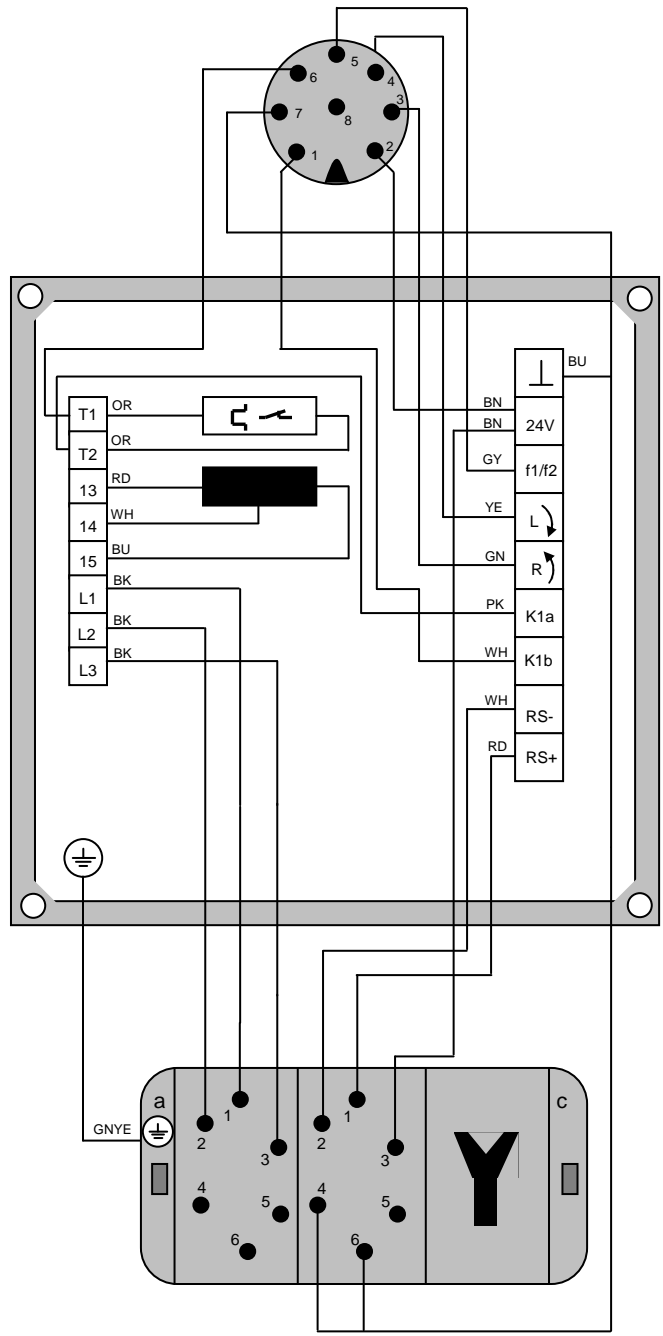 5
6
4
7
8
3
1
2
BU
T1
OR
BN
BN
24V
T2
OR
GY
f1/f2
13
RD
YE
L
14
WH
15
BU
GN
R
L1
BK
PK
K1a
L2
BK
WH
K1b
L3
BK
WH
RS-
RD
RS+
a
c
1
1
GNYE
2
2
3
3
4
4
5
5
6
6
Y